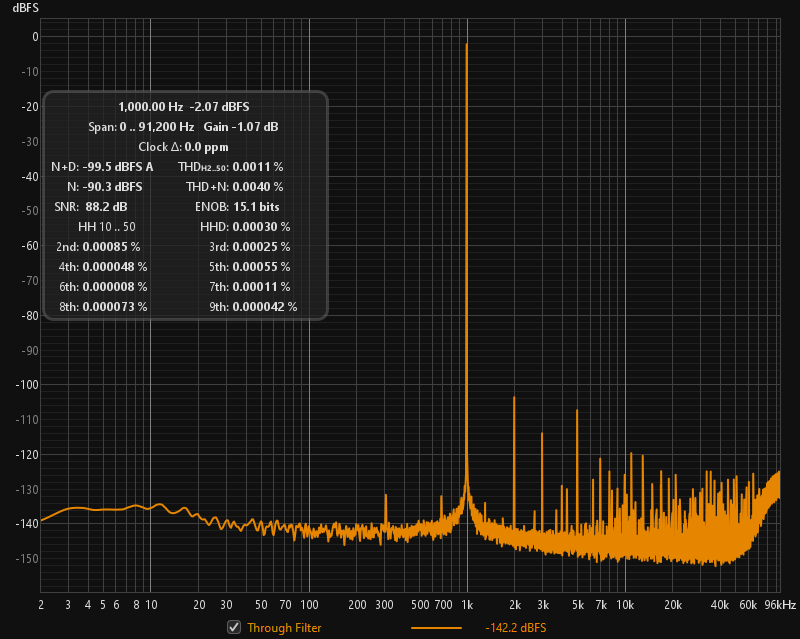 dBFS
0
-10
-20
-30
-40
-50
-60
-70
-80
-90
-100
-110
-120
-130
-140
-150
1,000.00 Hz -2.07 dBFS
Span: 0 .. 91,200 Hz Gain -1.07 dB
Clock Δ: 0.0 ppm
N+D: -99.5 dBFS A THDH2..50: 0.0011 %
N: -90.3 dBFS THD+N: 0.0040 %
SNR: 88.2 dB ENOB: 15.1 bits
HH 10 .. 50 HHD: 0.00030 %
2nd: 0.00085 % 3rd: 0.00025 %
4th: 0.000048 % 5th: 0.00055 %
6th: 0.000008 % 7th: 0.00011 %
8th: 0.000073 % 9th: 0.000042 %
2 3 4 5 6 8 10 20 30 50 70 100 200 300 500 700 1k 2k 3k 5k 7k 10k 20k 40k 60k 96kHz
Through Filter -142.2 dBFS